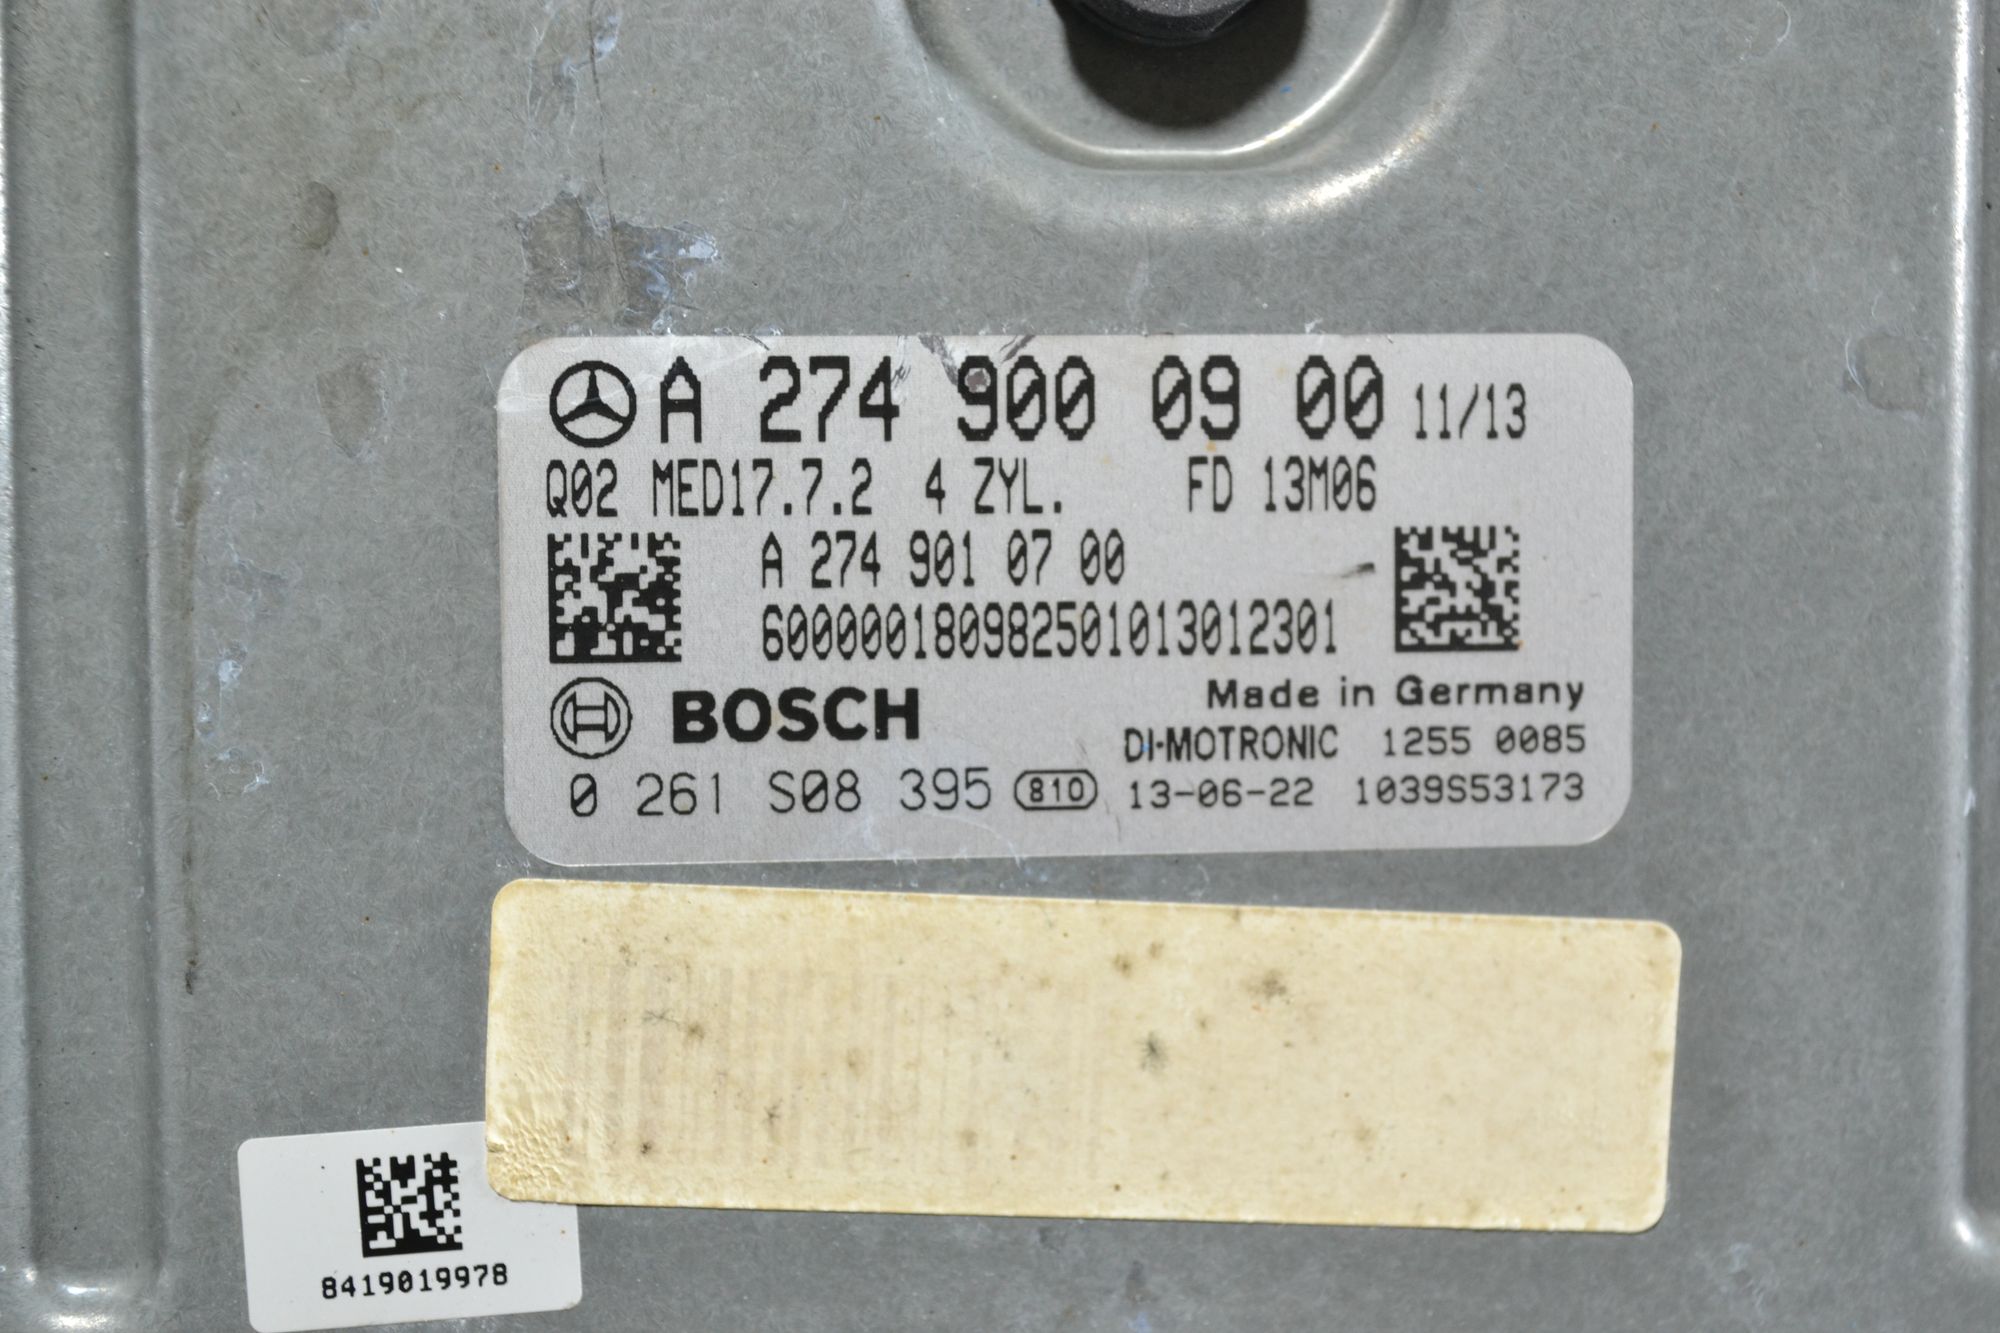 A 274 900 09 00 11/13
Q02 MED17.7.2 4 ZYL. FD 13M06
A 274 901 07 00
600000180982501013012301
BOSCH Made in Germany
DI-MOTRONIC 1255 0085
0 261 S08 395 810 13-06-22 1039S53173
8419019978